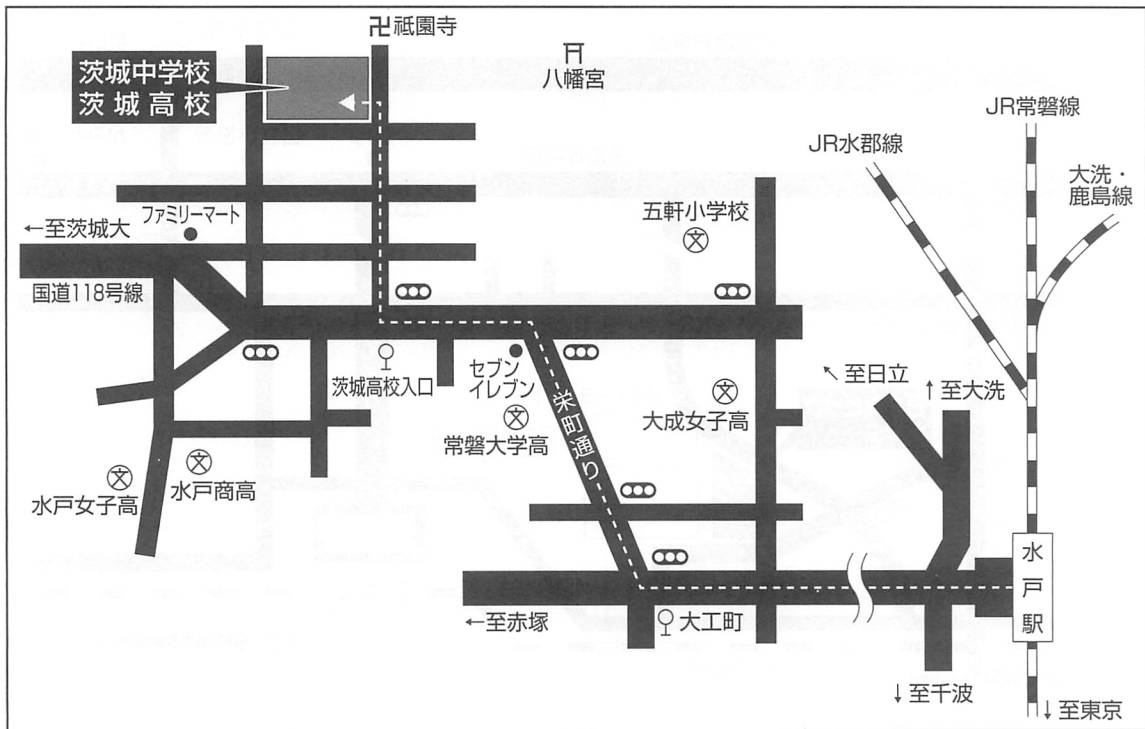 卍祇園寺
茨城中学校
茨城高校
八幡宮
JR常磐線
JR水郡線
大洗・
鹿島線
五軒小学校
ファミリーマート
←至茨城大
国道118号線
茨城高校入口
セブン
イレブン
常磐大学高
栄町通り
大成女子高
↖至日立
↑至大洗
水戸女子高
水戸商高
水戸駅
←至赤塚
大工町
↓至千波
↓至東京